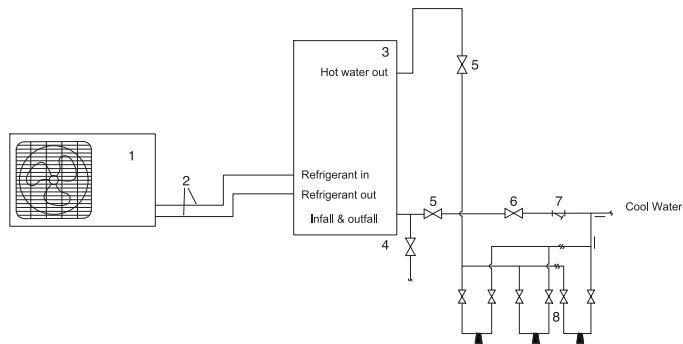 3
Hot water out
5
1
2
Refrigerant in
Refrigerant out
Infall & outfall
5
6
7
Cool Water
4
8